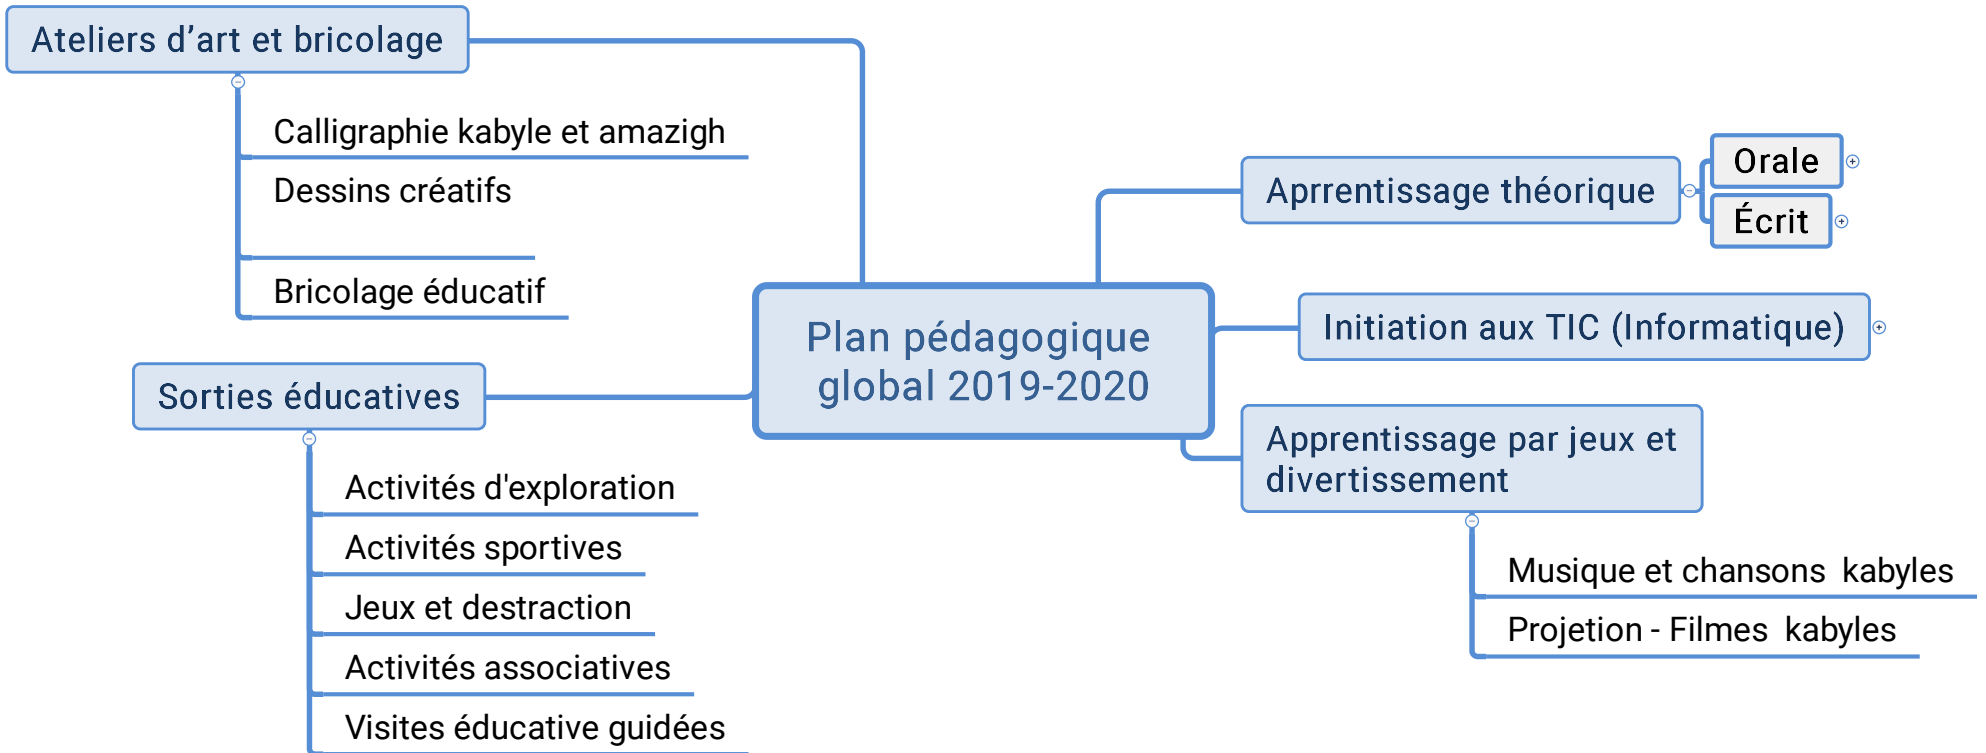 Ateliers d’art et bricolage
Calligraphie kabyle et amazigh
Dessins créatifs
Bricolage éducatif
Sorties éducatives
Activités d'exploration
Activités sportives
Jeux et destraction
Activités associatives
Visites éducative guidées
Plan pédagogique
global 2019-2020
Aprrentissage théorique
Orale
Écrit
Initiation aux TIC (Informatique)
Apprentissage par jeux et
divertissement
Musique et chansons  kabyles
Projetion - Filmes  kabyles